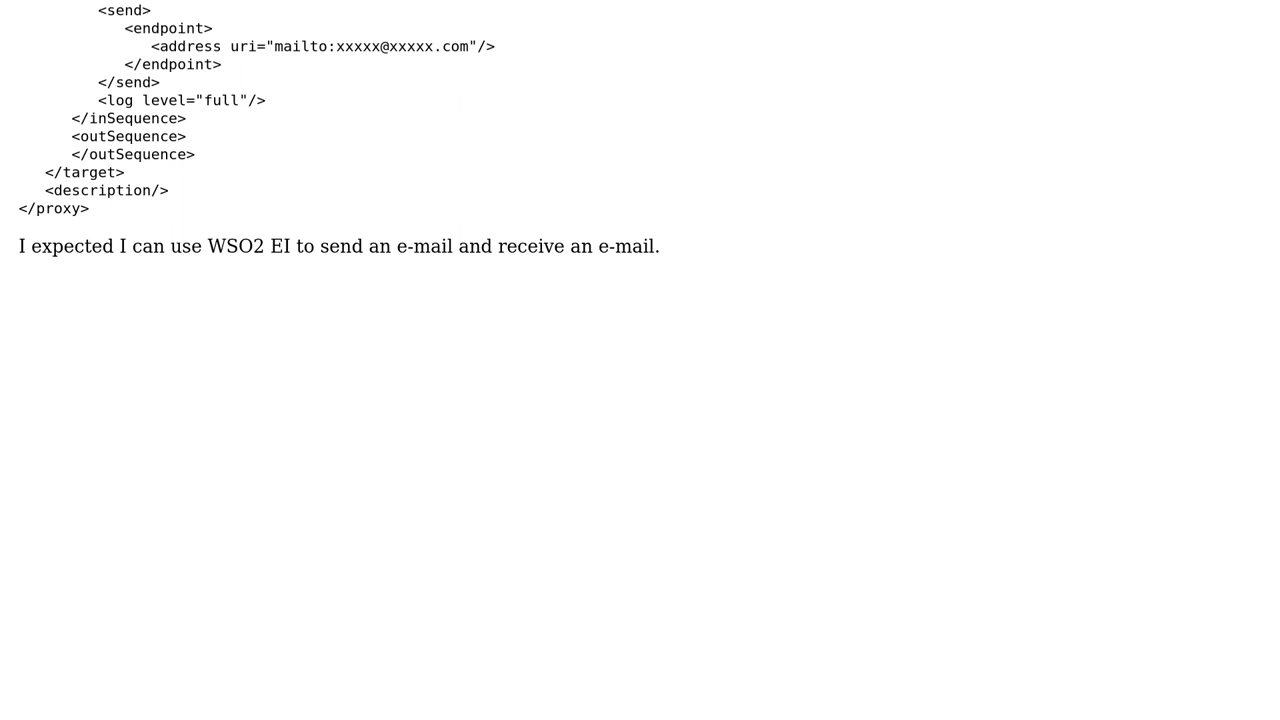 <send>
<endpoint>
<address uri="mailto:xxxxx@xxxxx.com"/>
</endpoint>
</send>
<log level="full"/>
</inSequence>
<outSequence>
</outSequence>
</target>
<description/>
</proxy>
I expected I can use WSO2 EI to send an e-mail and receive an e-mail.